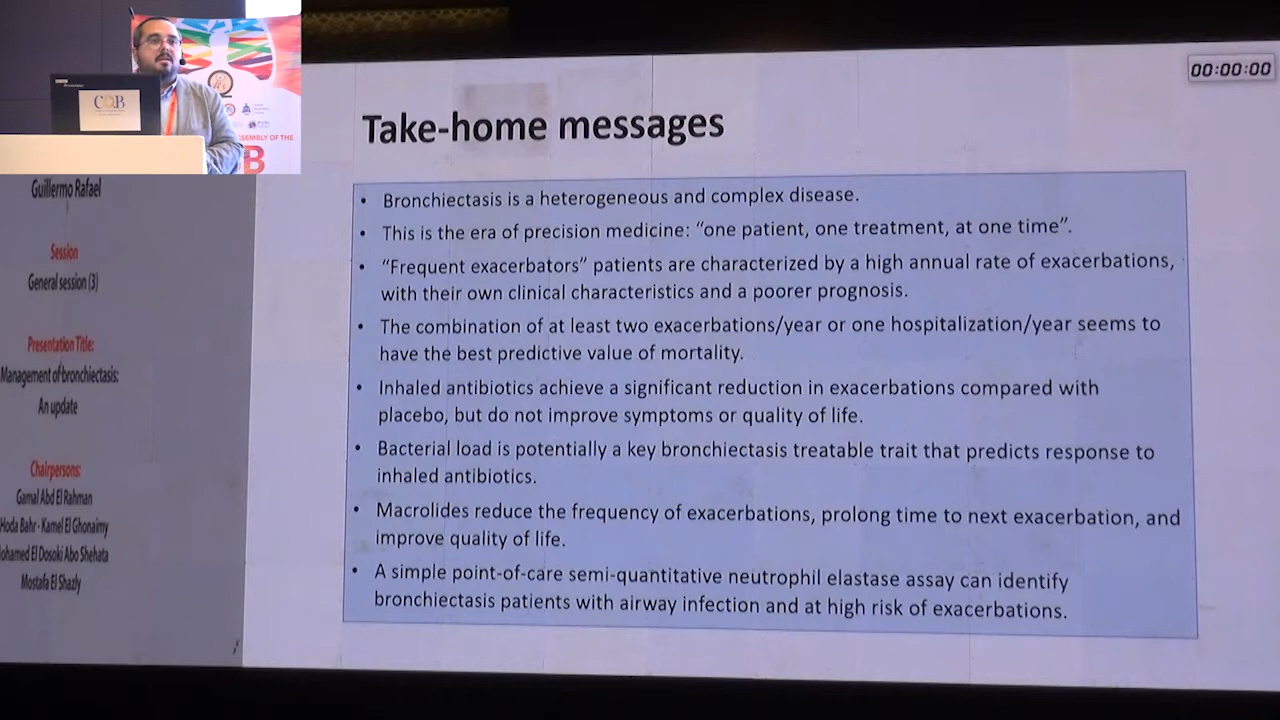 00:00:00
CQB
SSEMBLY OF THE
B
Guillermo Rafael
Session
General session (3)
Presentation Title:
Management of bronchiectasis:
An update
Chairpersons:
Gamal Abd El Rahman
Hoda Bahr - Kamel El Ghonaimy
ohamed El Dosoki Abo Shehata
Mostafa El Shazly
Take-home messages
• Bronchiectasis is a heterogeneous and complex disease.
• This is the era of precision medicine: “one patient, one treatment, at one time”.
• “Frequent exacerbators” patients are characterized by a high annual rate of exacerbations,
with their own clinical characteristics and a poorer prognosis.
• The combination of at least two exacerbations/year or one hospitalization/year seems to
have the best predictive value of mortality.
• Inhaled antibiotics achieve a significant reduction in exacerbations compared with
placebo, but do not improve symptoms or quality of life.
• Bacterial load is potentially a key bronchiectasis treatable trait that predicts response to
inhaled antibiotics.
• Macrolides reduce the frequency of exacerbations, prolong time to next exacerbation, and
improve quality of life.
• A simple point-of-care semi-quantitative neutrophil elastase assay can identify
bronchiectasis patients with airway infection and at high risk of exacerbations.